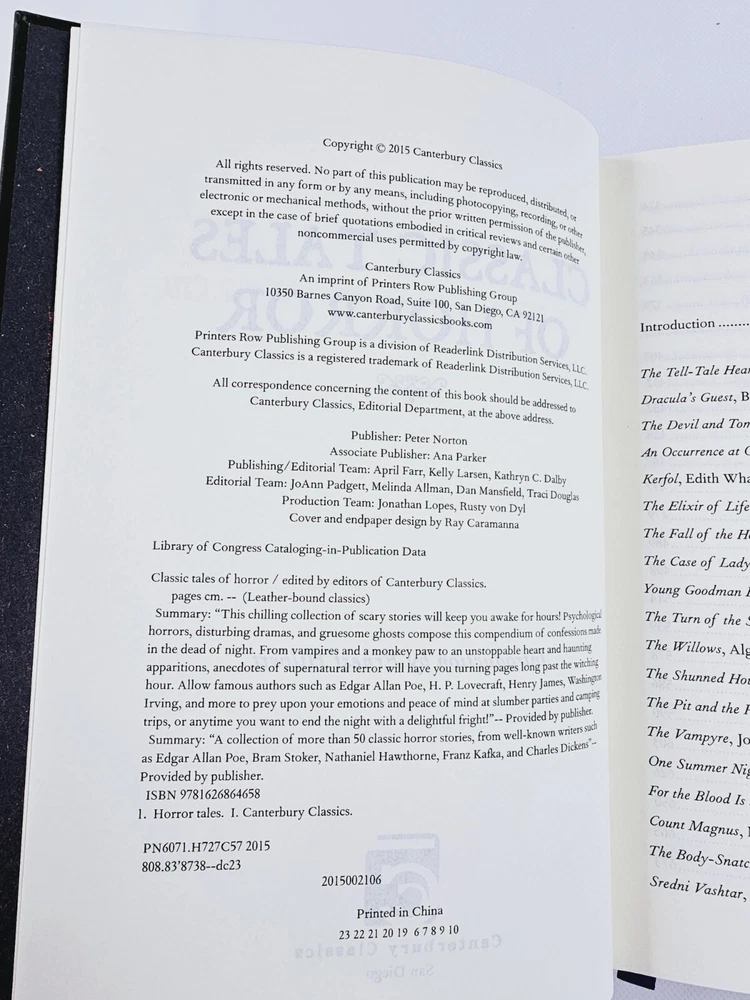 Copyright © 2015 Canterbury Classics
All rights reserved. No part of this publication may be reproduced, distributed, or
transmitted in any form or by any means, including photocopying, recording, or other
electronic or mechanical methods, without the prior written permission of the publisher,
except in the case of brief quotations embodied in critical reviews and certain other
noncommercial uses permitted by copyright law.
Canterbury Classics
An imprint of Printers Row Publishing Group
10350 Barnes Canyon Road, Suite 100, San Diego, CA 92121
www.canterburyclassicsbooks.com
Printers Row Publishing Group is a division of Readerlink Distribution Services, LLC.
Canterbury Classics is a registered trademark of Readerlink Distribution Services, LLC.
All correspondence concerning the content of this book should be addressed to
Canterbury Classics, Editorial Department, at the above address.
Publisher: Peter Norton
Associate Publisher: Ana Parker
Publishing/Editorial Team: April Farr, Kelly Larsen, Kathryn C. Dalby
Editorial Team: JoAnn Padgett, Melinda Allman, Dan Mansfield, Traci Douglas
Production Team: Jonathan Lopes, Rusty von Dyl
Cover and endpaper design by Ray Caramanna
Library of Congress Cataloging-in-Publication Data
Classic tales of horror / edited by editors of Canterbury Classics.
pages cm. -- (Leather-bound classics)
Summary: “This chilling collection of scary stories will keep you awake for hours! Psychological
horrors, disturbing dramas, and gruesome ghosts compose this compendium of confessions made
in the dead of night. From vampires and a monkey paw to an unstoppable heart and haunting
apparitions, anecdotes of supernatural terror will have you turning pages long past the witching
hour. Allow famous authors such as Edgar Allan Poe, H. P. Lovecraft, Henry James, Washington
Irving, and more to prey upon your emotions and peace of mind at slumber parties and camping
trips, or anytime you want to end the night with a delightful fright!”-- Provided by publisher.
Summary: “A collection of more than 50 classic horror stories, from well-known writers such
as Edgar Allan Poe, Bram Stoker, Nathaniel Hawthorne, Franz Kafka, and Charles Dickens”--
Provided by publisher.
ISBN 9781626864658
1. Horror tales. I. Canterbury Classics.
PN6071.H727C57 2015
808.83'8738--dc23
2015002106
Printed in China
23 22 21 20 19 6 7 8 9 10
Introduction ........
The Tell-Tale Hear
Dracula's Guest, B
The Devil and Tom
An Occurrence at O
Kerfol, Edith Wha
The Elixir of Life
The Fall of the Ho
The Case of Lady
Young Goodman B
The Turn of the S
The Willows, Alg
The Shunned Hou
The Pit and the P
The Vampyre, Jo
One Summer Nig
For the Blood Is
Count Magnus, M
The Body-Snatc
Sredni Vashtar,